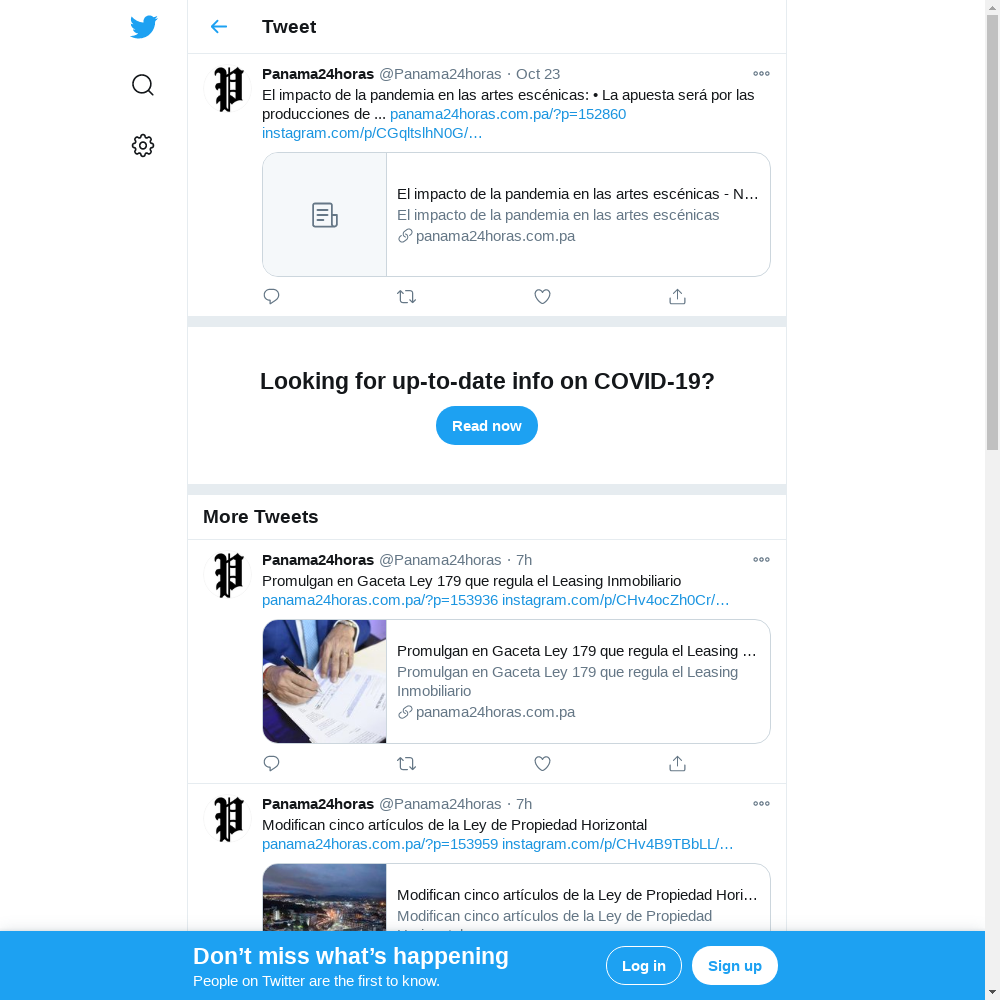 Tweet
Panama24horas @Panama24horas · Oct 23
El impacto de la pandemia en las artes escénicas: • La apuesta será por las
producciones de ... panama24horas.com.pa/?p=152860
instagram.com/p/CGqltslhN0G/…
El impacto de la pandemia en las artes escénicas - N…
El impacto de la pandemia en las artes escénicas
panama24horas.com.pa
Looking for up-to-date info on COVID-19?
Read now
More Tweets
Panama24horas @Panama24horas · 7h
Promulgan en Gaceta Ley 179 que regula el Leasing Inmobiliario
panama24horas.com.pa/?p=153936 instagram.com/p/CHv4ocZh0Cr/…
Promulgan en Gaceta Ley 179 que regula el Leasing …
Promulgan en Gaceta Ley 179 que regula el Leasing
Inmobiliario
panama24horas.com.pa
Panama24horas @Panama24horas · 7h
Modifican cinco artículos de la Ley de Propiedad Horizontal
panama24horas.com.pa/?p=153959 instagram.com/p/CHv4B9TBbLL/…
Modifican cinco artículos de la Ley de Propiedad Hori…
Modifican cinco artículos de la Ley de Propiedad
Don’t miss what’s happening
People on Twitter are the first to know.
Log in
Sign up